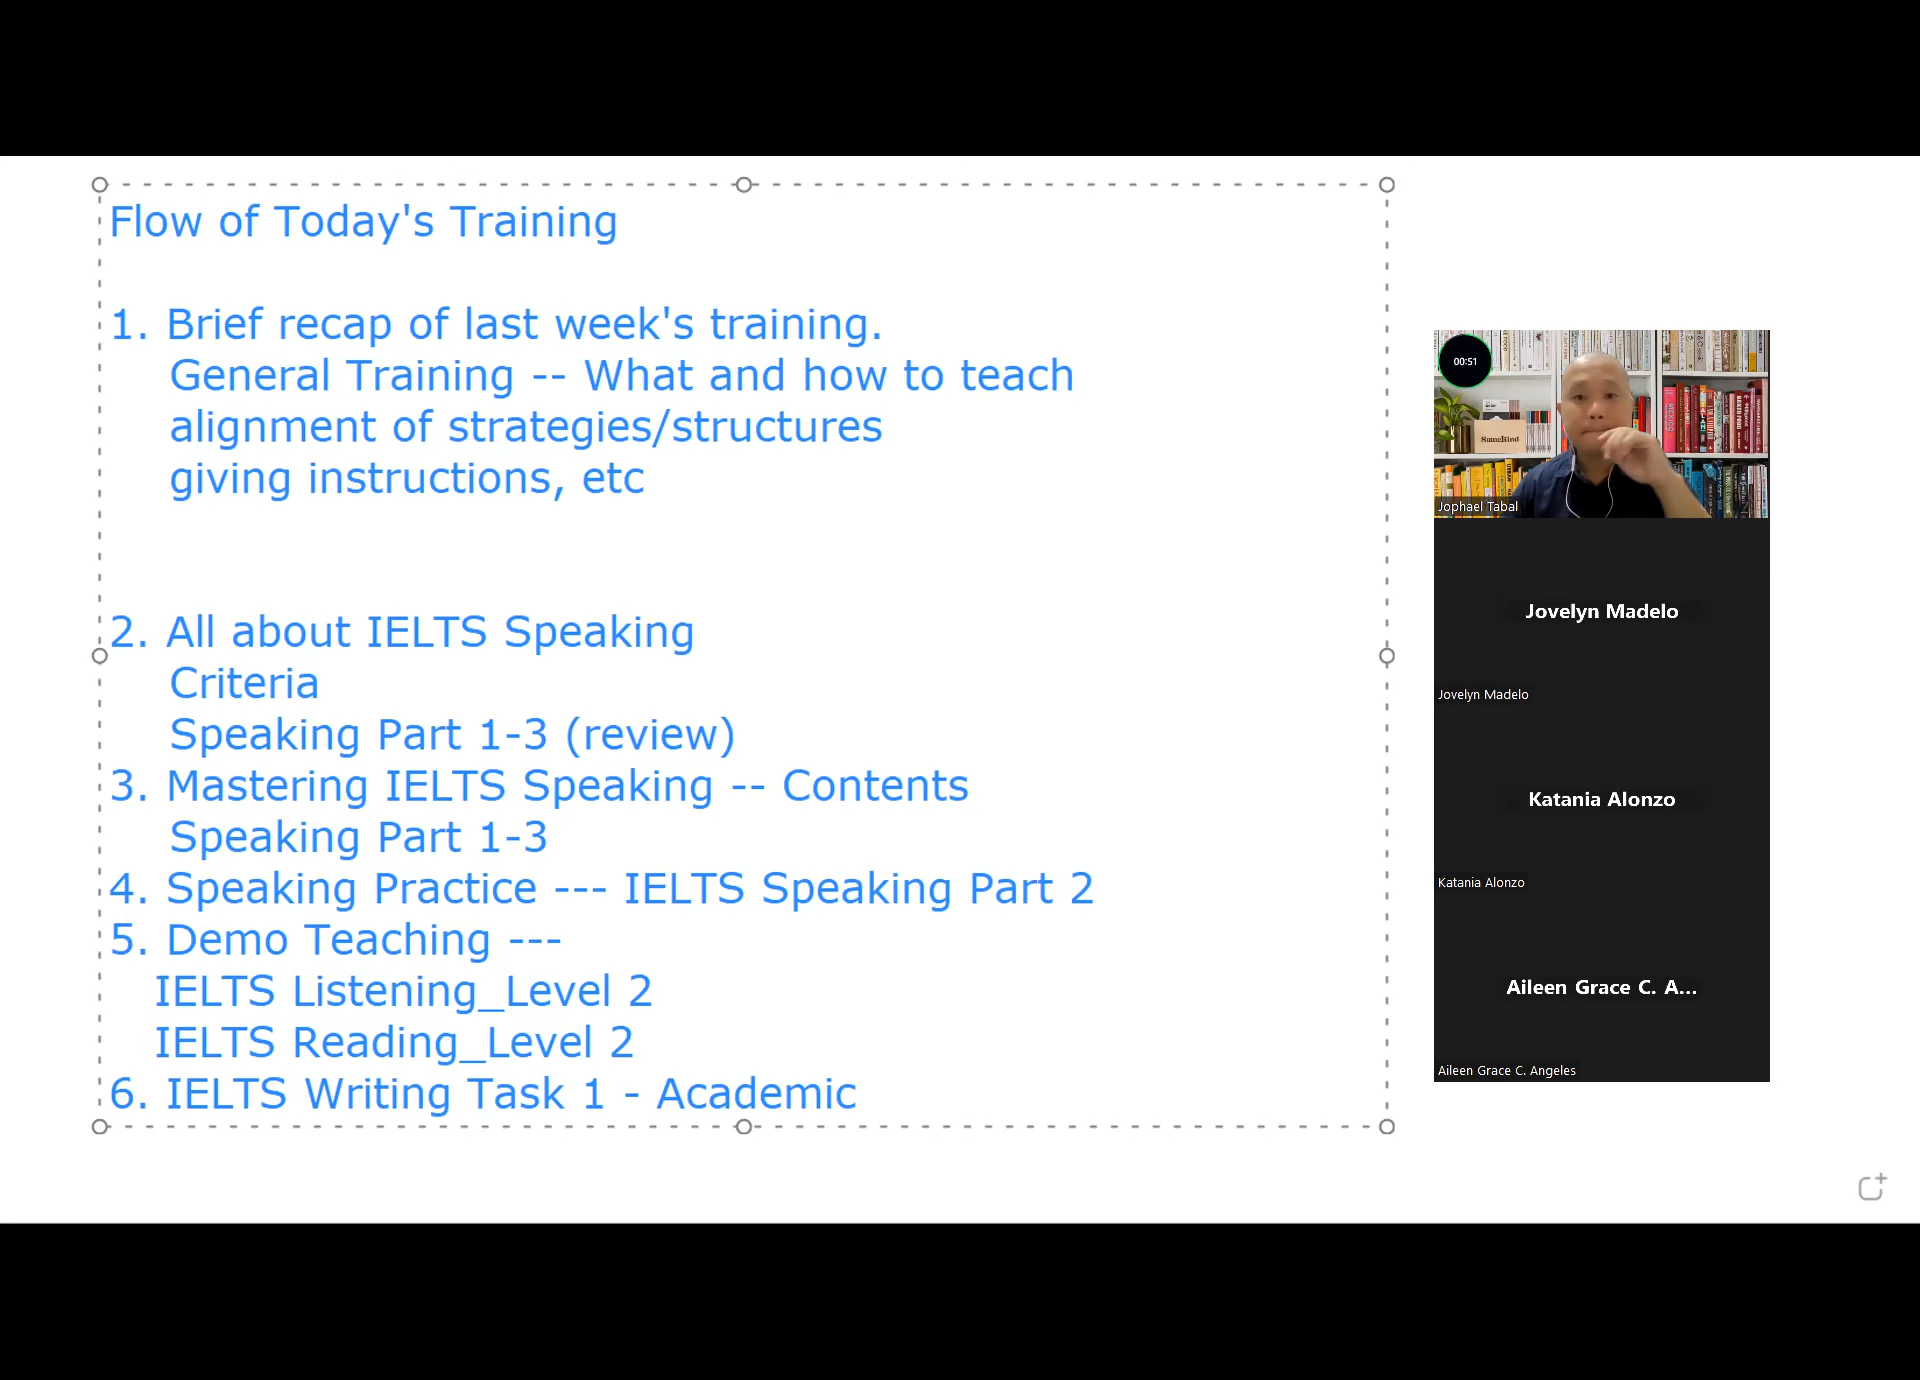 Flow of Today's Training
1. Brief recap of last week's training.
General Training -- What and how to teach
alignment of strategies/structures
giving instructions, etc
2. All about IELTS Speaking
Criteria
Speaking Part 1-3 (review)
3. Mastering IELTS Speaking -- Contents
Speaking Part 1-3
4. Speaking Practice --- IELTS Speaking Part 2
5. Demo Teaching ---
IELTS Listening_Level 2
IELTS Reading_Level 2
6. IELTS Writing Task 1 - Academic
00:51
SameKind
Jophael Tabal
Jovelyn Madelo
Jovelyn Madelo
Katania Alonzo
Katania Alonzo
Aileen Grace C. A...
Aileen Grace C. Angeles